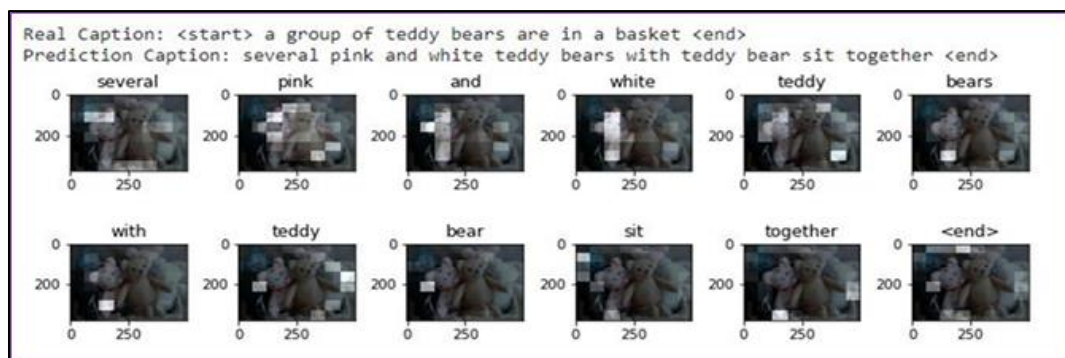 Real Caption: <start> a group of teddy bears are in a basket <end>
Prediction Caption: several pink and white teddy bears with teddy bear sit together <end>
several pink and white teddy bears
0 0 0 0 0 0
200 200 200 200 200 200
0 250 0 250 0 250 0 250 0 250 0 250
with teddy bear sit together <end>
0 0 0 0 0 0
200 200 200 200 200 200
0 250 0 250 0 250 0 250 0 250 0 250